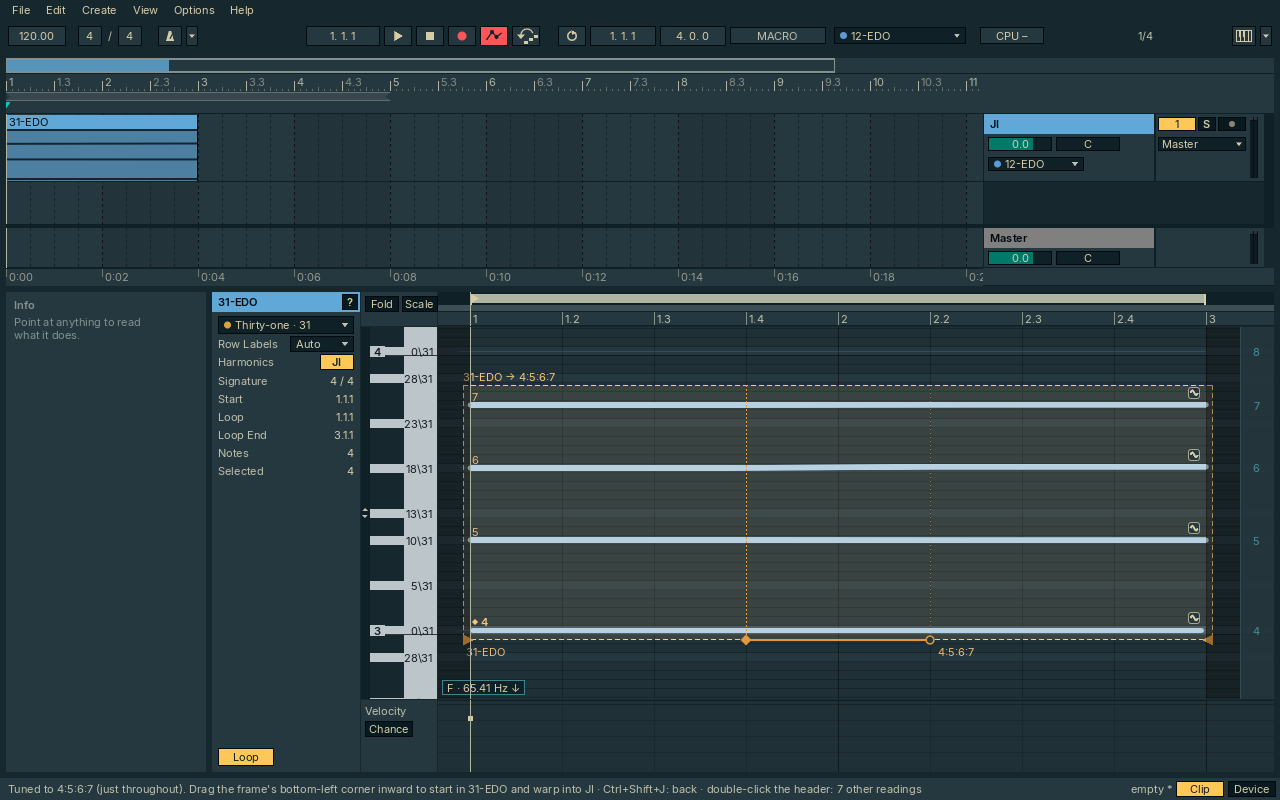 File Edit Create View Options Help
120.00 4 / 4 1. 1. 1 1. 1. 1 4. 0. 0 MACRO 12-EDO CPU – 1/4
1 1.3 2 2.3 3 3.3 4 4.3 5 5.3 6 6.3 7 7.3 8 8.3 9 9.3 10 10.3 11
31-EDO
JI 1 S
0.0 C Master
12-EDO
Master
0.0 C
0:00 0:02 0:04 0:06 0:08 0:10 0:12 0:14 0:16 0:18 0:2
Info
Point at anything to read
what it does.
31-EDO ?
Thirty-one · 31
Row Labels Auto
Harmonics JI
Signature 4 / 4
Start 1.1.1
Loop 1.1.1
Loop End 3.1.1
Notes 4
Selected 4
Loop
Fold Scale
1 1.2 1.3 1.4 2 2.2 2.3 2.4 3
4 0\31 8
28\31 31-EDO → 4:5:6:7
7 7
23\31
18\31 6 6
13\31
10\31 5 5
5\31
3 0\31 4 4
28\31 31-EDO 4:5:6:7
F · 65.41 Hz ↓
Velocity
Chance
Tuned to 4:5:6:7 (just throughout). Drag the frame's bottom-left corner inward to start in 31-EDO and warp into JI · Ctrl+Shift+J: back · double-click the header: 7 other readings
empty * Clip Device